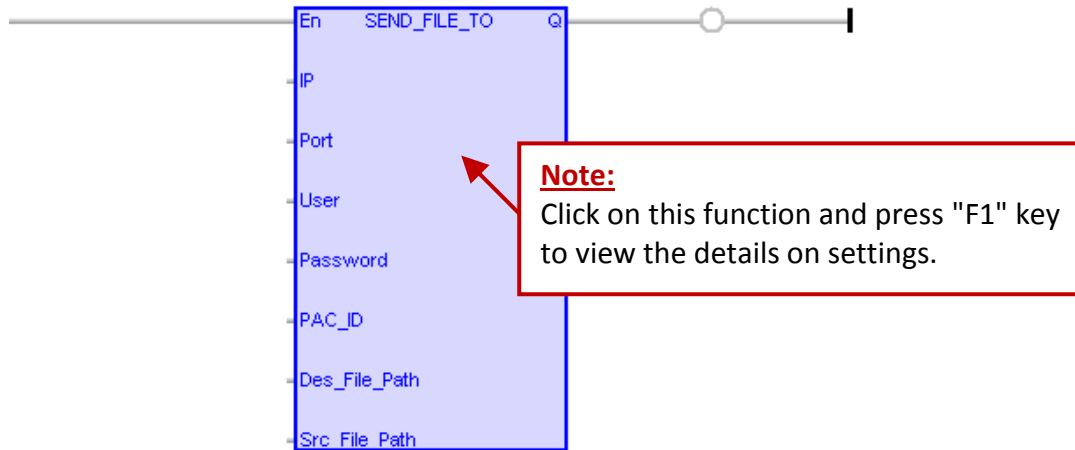 En SEND_FILE_TO Q
IP
Port
User
Password
PAC_ID
Des_File_Path
Src_File_Path
Note:
Click on this function and press "F1" key
to view the details on settings.